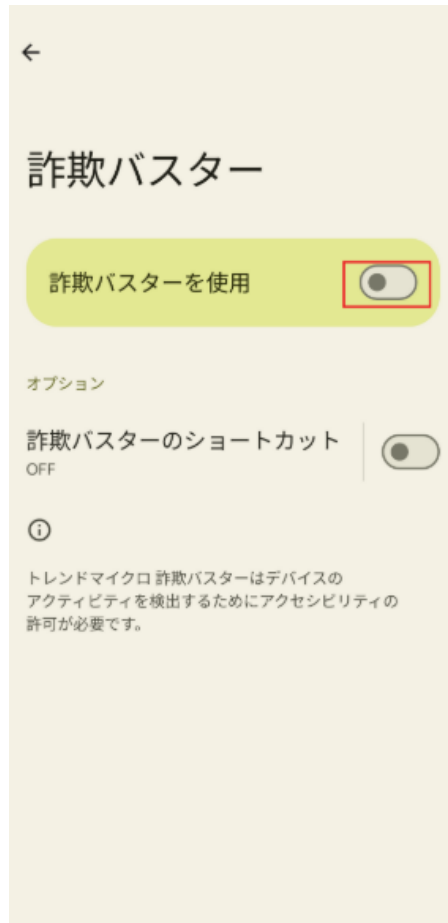 詐欺バスター
詐欺バスターを使用
オプション
詐欺バスターのショートカット
OFF
トレンドマイクロ 詐欺バスターはデバイスの
アクティビティを検出するためにアクセシビリティの
許可が必要です。